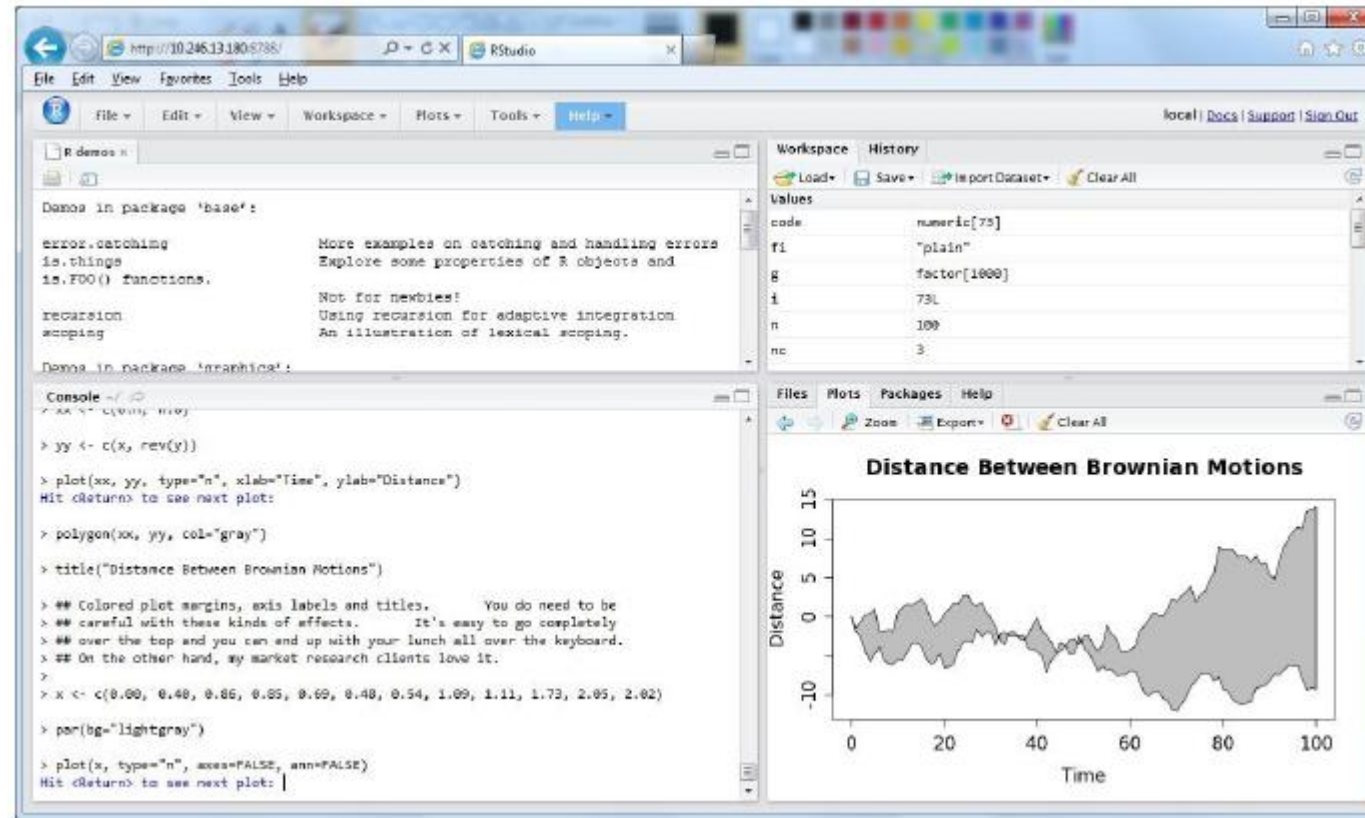 http://10.246.13.180:8788/ RStudio
File Edit View Favorites Tools Help
File Edit View Workspace Plots Tools Help local | Docs | Support | Sign Out
R demos
Demos in package 'base':
error.catching More examples on catching and handling errors
is.things Explore some properties of R objects and
is.FOO() functions.
Not for newbies!
recursion Using recursion for adaptive integration
scoping An illustration of lexical scoping.
Demos in package 'graphics':
Workspace History
Load Save Import Dataset Clear All
Values
code numeric[73]
fi "plain"
g factor[1000]
i 73L
n 100
nc 3
Console ~/
> xx <- c(0:n, n:0)
> yy <- c(x, rev(y))
> plot(xx, yy, type="n", xlab="Time", ylab="Distance")
Hit <Return> to see next plot:
> polygon(xx, yy, col="gray")
> title("Distance Between Brownian Motions")
> ## Colored plot margins, axis labels and titles. You do need to be
> ## careful with these kinds of effects. It's easy to go completely
> ## over the top and you can end up with your lunch all over the keyboard.
> ## On the other hand, my market research clients love it.
>
> x <- c(0.00, 0.40, 0.86, 0.85, 0.69, 0.48, 0.54, 1.09, 1.11, 1.73, 2.05, 2.02)
> par(bg="lightgray")
> plot(x, type="n", axes=FALSE, ann=FALSE)
Hit <Return> to see next plot:
Files Plots Packages Help
Zoom Export Clear All
Distance Between Brownian Motions
Distance
15
10
5
0
-10
0 20 40 60 80 100
Time